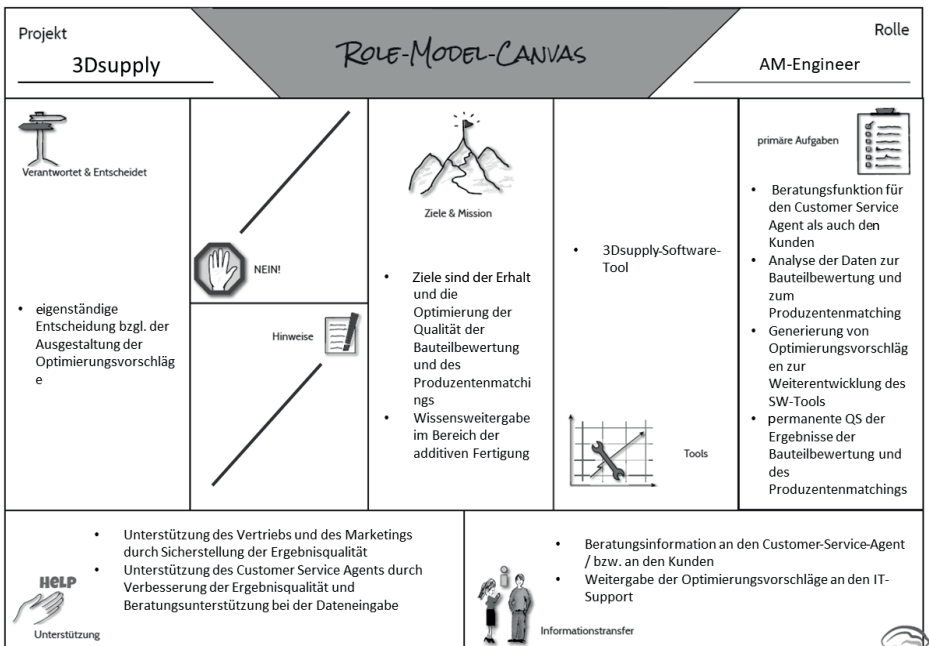 Projekt
3Dsupply
ROLE-MODEL-CANVAS
Rolle
AM-Engineer
Verantwortet & Entscheidet
• eigenständige
Entscheidung bzgl. der
Ausgestaltung der
Optimierungsvorschläg
e
NEIN!
Hinweise
Ziele & Mission
• Ziele sind der Erhalt
und die
Optimierung der
Qualität der
Bauteilbewertung
und des
Produzentenmatchi
ngs
• Wissensweitergabe
im Bereich der
additiven Fertigung
• 3Dsupply-Software-
Tool
Tools
primäre Aufgaben
• Beratungsfunktion für
den Customer Service
Agent als auch den
Kunden
• Analyse der Daten zur
Bauteilbewertung und
zum
Produzentenmatching
• Generierung von
Optimierungsvorschläg
en zur
Weiterentwicklung des
SW-Tools
• permanente QS der
Ergebnisse der
Bauteilbewertung und
des
Produzentenmatchings
HELP
Unterstützung
• Unterstützung des Vertriebs und des Marketings
durch Sicherstellung der Ergebnisqualität
• Unterstützung des Customer Service Agents durch
Verbesserung der Ergebnisqualität und
Beratungsunterstützung bei der Dateneingabe
i
Informationstransfer
• Beratungsinformation an den Customer-Service-Agent
/ bzw. an den Kunden
• Weitergabe der Optimierungsvorschläge an den IT-
Support